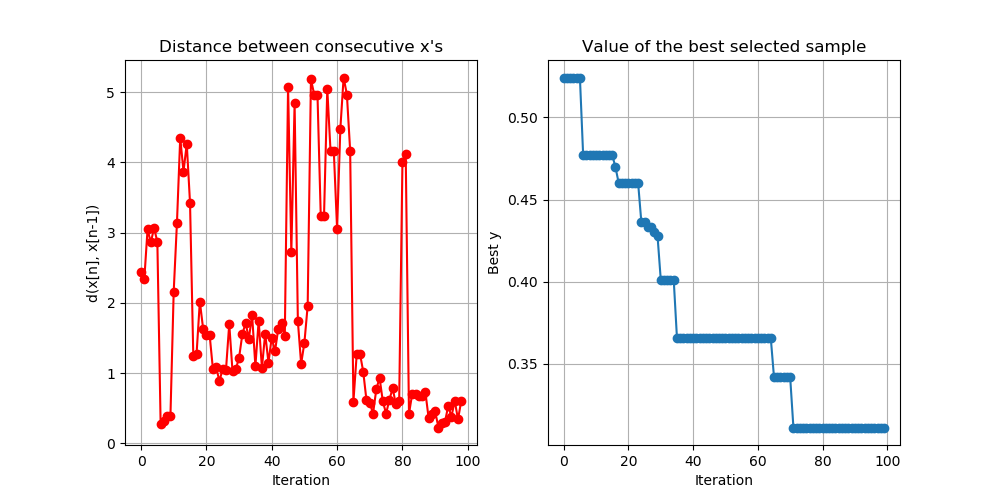 Distance between consecutive x's
d(x[n], x[n-1])
5
4
3
2
1
0
0 20 40 60 80 100
Iteration
Value of the best selected sample
Best y
0.50
0.45
0.40
0.35
0 20 40 60 80 100
Iteration